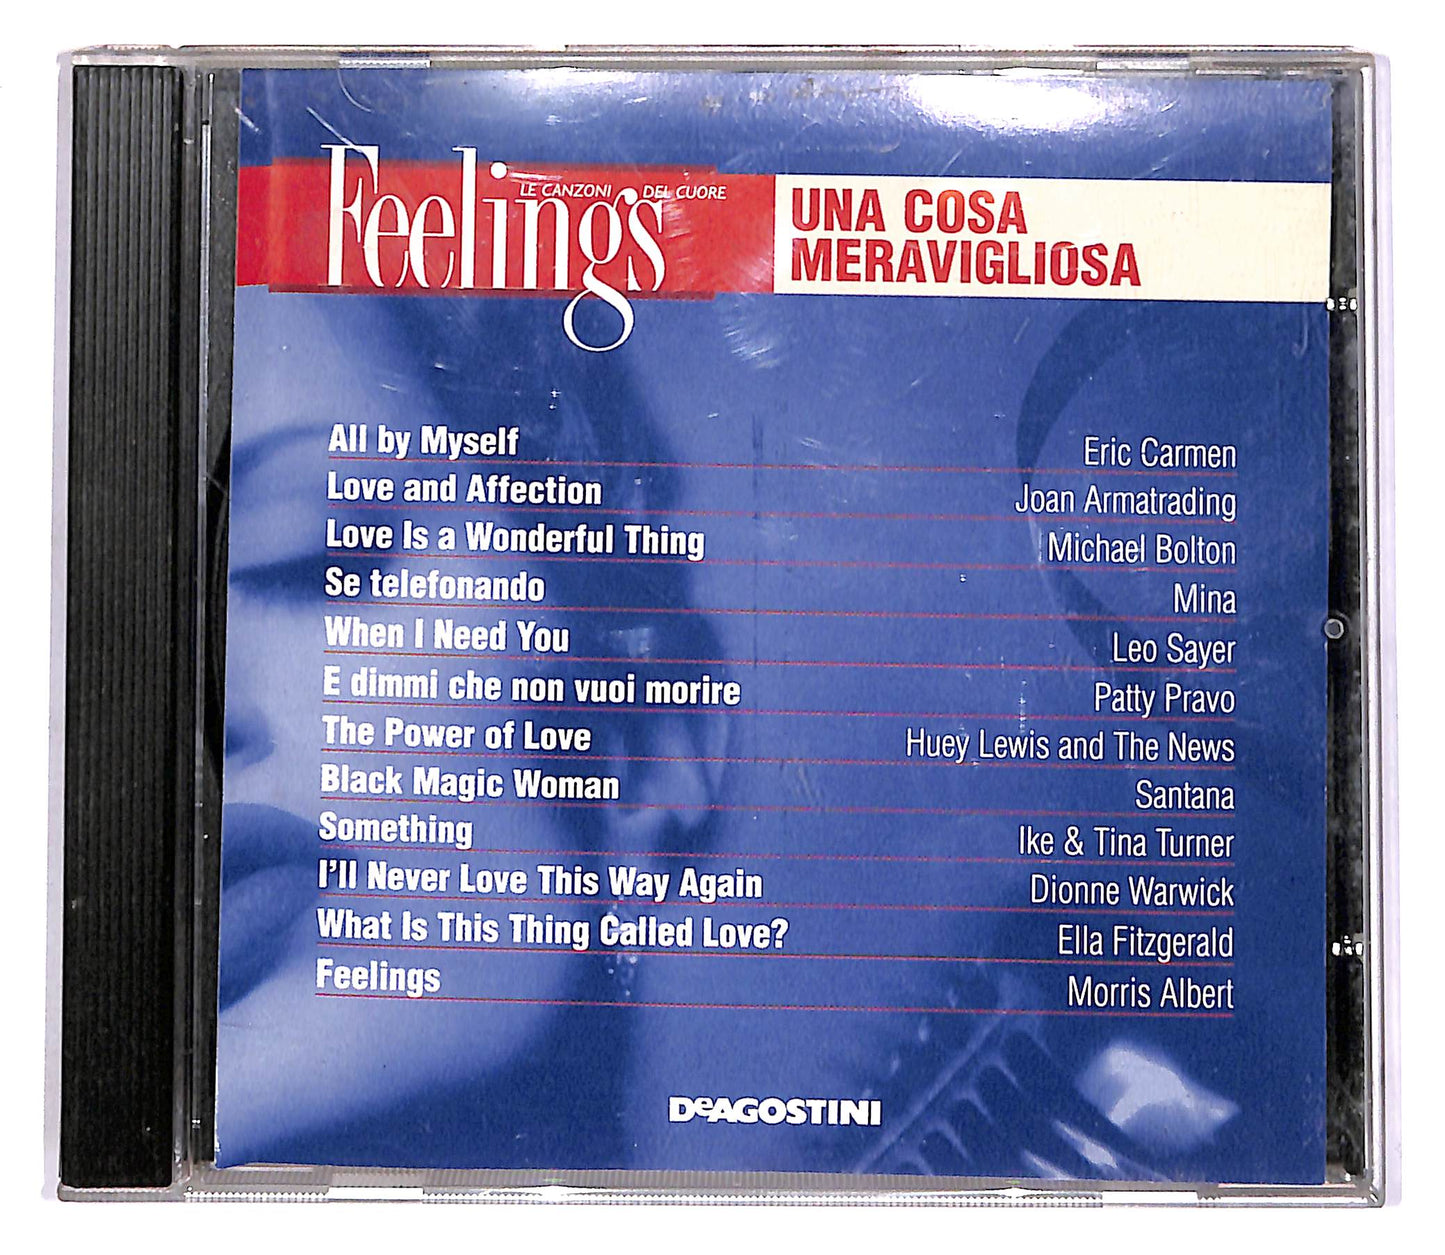 Feelings
LE CANZONI DEL CUORE
UNA COSA
MERAVIGLIOSA
All by Myself Eric Carmen
Love and Affection Joan Armatrading
Love Is a Wonderful Thing Michael Bolton
Se telefonando Mina
When I Need You Leo Sayer
E dimmi che non vuoi morire Patty Pravo
The Power of Love Huey Lewis and The News
Black Magic Woman Santana
Something Ike & Tina Turner
I'll Never Love This Way Again Dionne Warwick
What Is This Thing Called Love? Ella Fitzgerald
Feelings Morris Albert
DeAGOSTINI